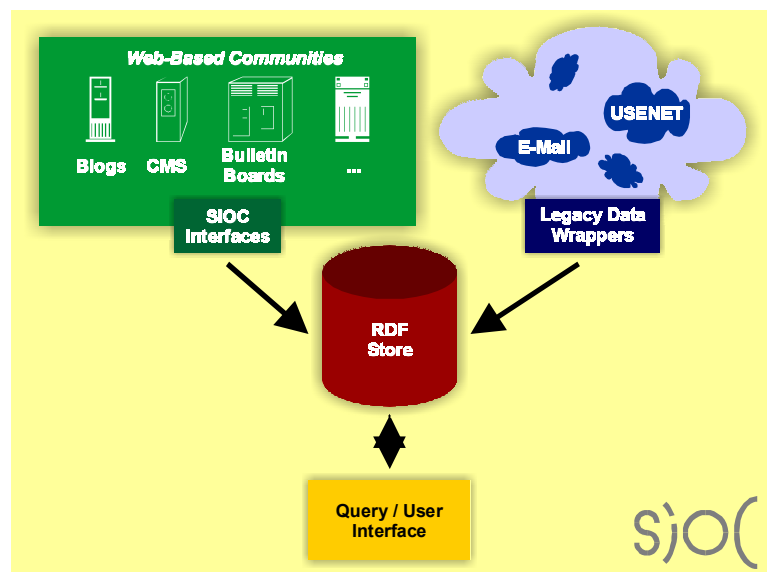 Web-Based Communities
Blogs
CMS
Bulletin
Boards
...
SIOC
Interfaces
USENET
E-Mail
Legacy Data
Wrappers
RDF
Store
Query / User
Interface
SIOC